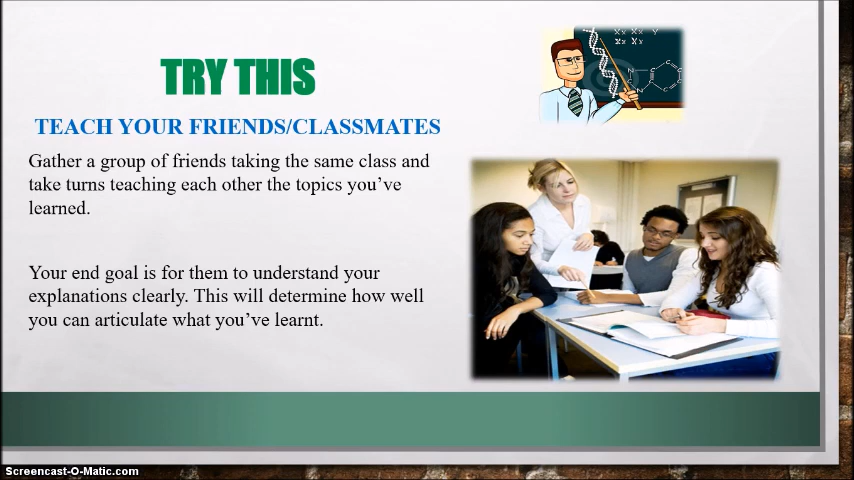 TRY THIS
TEACH YOUR FRIENDS/CLASSMATES
Gather a group of friends taking the same class and
take turns teaching each other the topics you’ve
learned.
Your end goal is for them to understand your
explanations clearly. This will determine how well
you can articulate what you’ve learnt.
Screencast-O-Matic.com